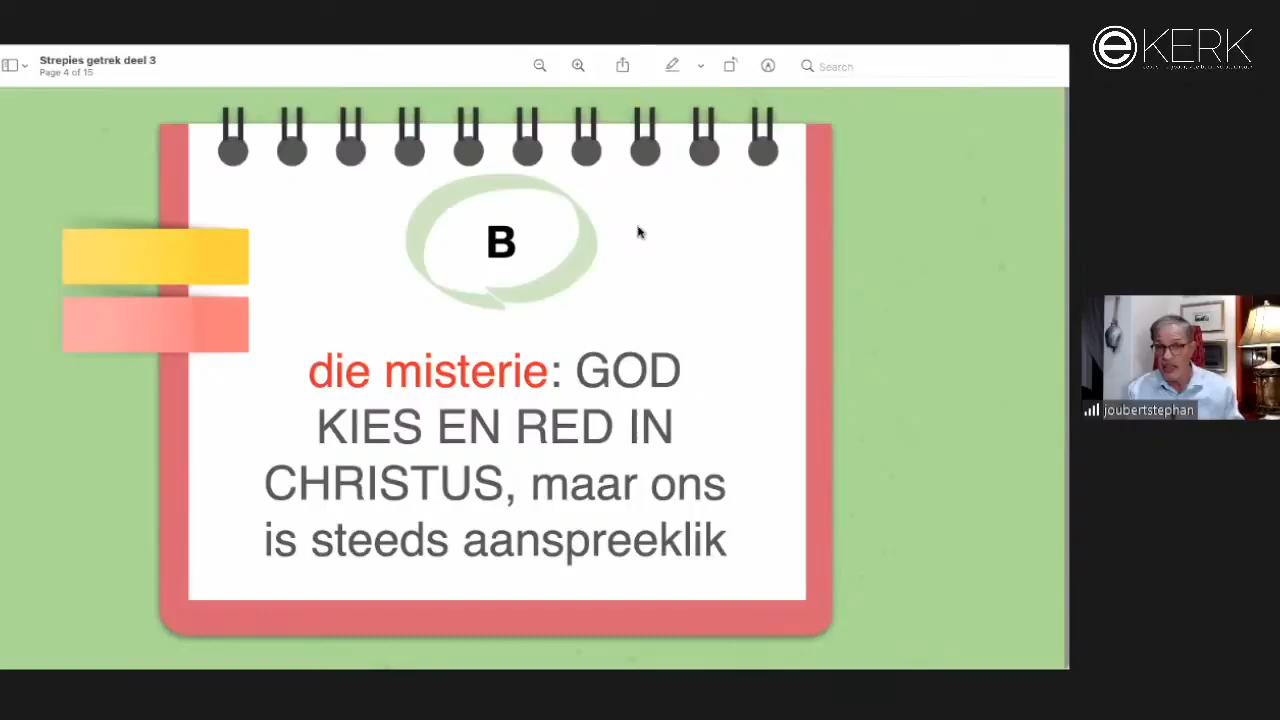 Strepies getrek deel 3
Page 4 of 15
Search
eKERK
B
die misterie: GOD
KIES EN RED IN
CHRISTUS, maar ons
is steeds aanspreeklik
joubertstephan